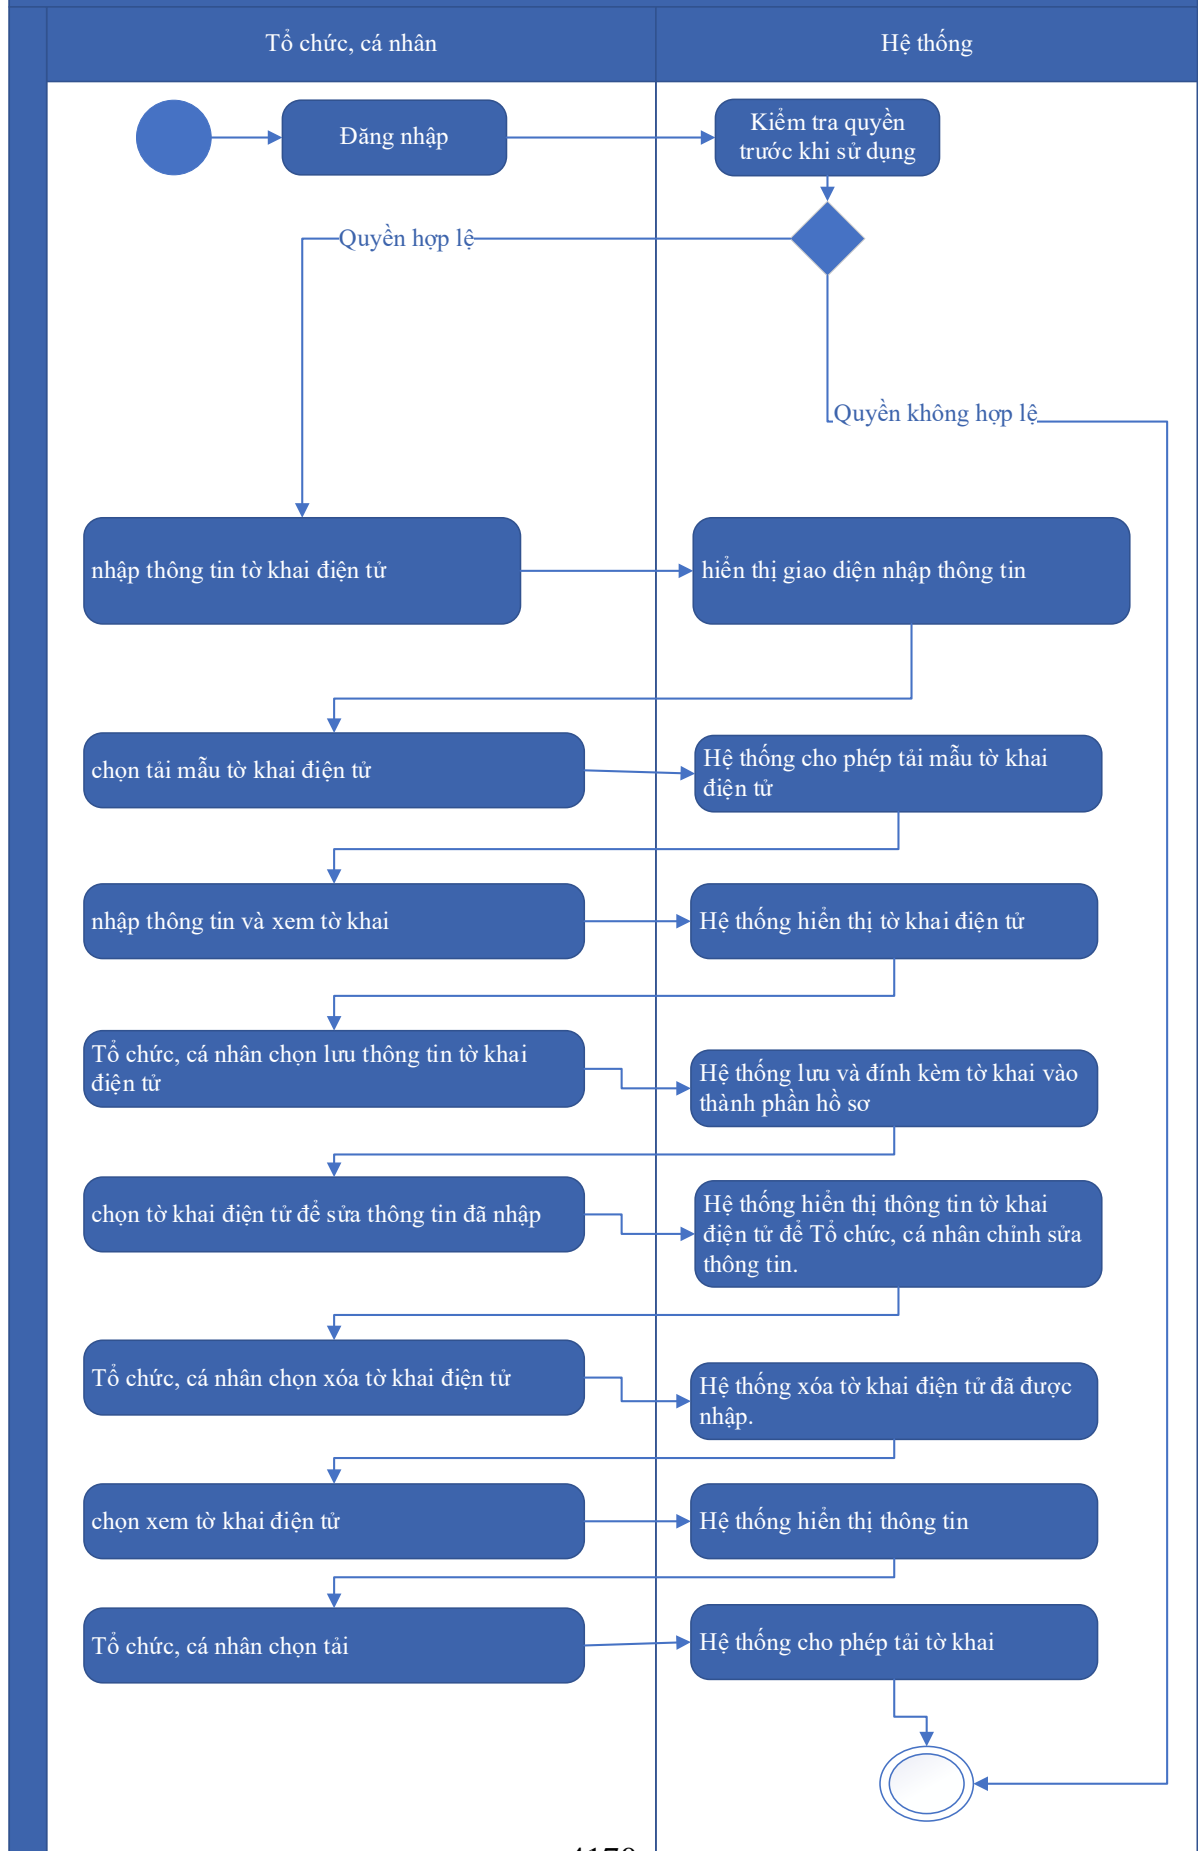 Tổ chức, cá nhân
Hệ thống
Đăng nhập
Kiểm tra quyền
trước khi sử dụng
Quyền hợp lệ
Quyền không hợp lệ
nhập thông tin tờ khai điện tử
hiển thị giao diện nhập thông tin
chọn tải mẫu tờ khai điện tử
Hệ thống cho phép tải mẫu tờ khai
điện tử
nhập thông tin và xem tờ khai
Hệ thống hiển thị tờ khai điện tử
Tổ chức, cá nhân chọn lưu thông tin tờ khai
điện tử
Hệ thống lưu và đính kèm tờ khai vào
thành phần hồ sơ
chọn tờ khai điện tử để sửa thông tin đã nhập
Hệ thống hiển thị thông tin tờ khai
điện tử để Tổ chức, cá nhân chỉnh sửa
thông tin.
Tổ chức, cá nhân chọn xóa tờ khai điện tử
Hệ thống xóa tờ khai điện tử đã được
nhập.
chọn xem tờ khai điện tử
Hệ thống hiển thị thông tin
Tổ chức, cá nhân chọn tải
Hệ thống cho phép tải tờ khai